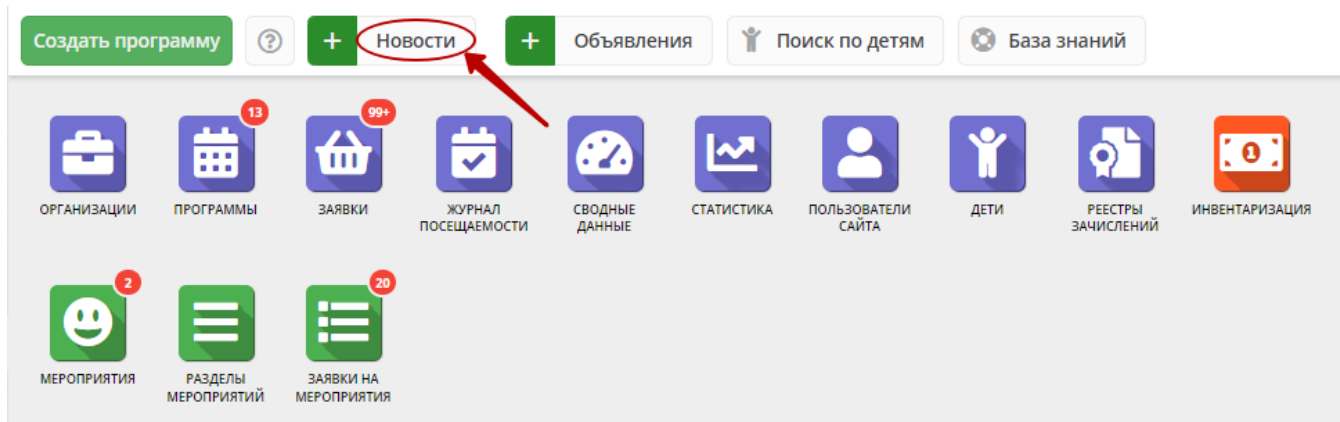 Создать программу ? + Новости + Объявления Поиск по детям База знаний
13 99+
ОРГАНИЗАЦИИ ПРОГРАММЫ ЗАЯВКИ ЖУРНАЛ СВОДНЫЕ СТАТИСТИКА ПОЛЬЗОВАТЕЛИ ДЕТИ РЕЕСТРЫ ИНВЕНТАРИЗАЦИЯ
ПОСЕЩАЕМОСТИ ДАННЫЕ САЙТА ЗАЧИСЛЕНИЙ
2 20
МЕРОПРИЯТИЯ РАЗДЕЛЫ ЗАЯВКИ НА
МЕРОПРИЯТИЙ МЕРОПРИЯТИЯ